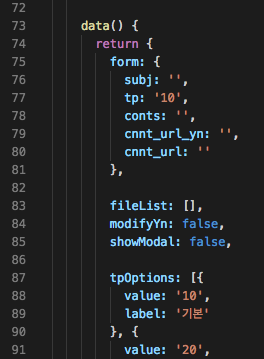 72
73 data() {
74 return {
75 form: {
76 subj: '',
77 tp: '10',
78 conts: '',
79 cnnt_url_yn: '',
80 cnnt_url: ''
81 },
82
83 fileList: [],
84 modifyYn: false,
85 showModal: false,
86
87 tpOptions: [{
88 value: '10',
89 label: '기본'
90 }, {
91 value: '20',